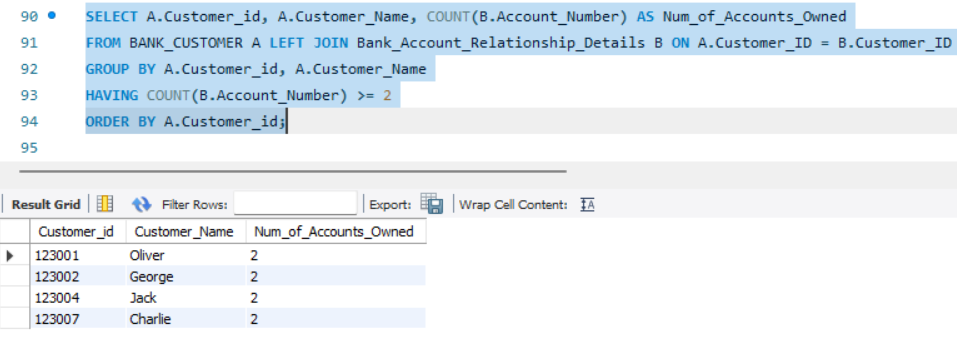 90 SELECT A.Customer_id, A.Customer_Name, COUNT(B.Account_Number) AS Num_of_Accounts_Owned
91 FROM BANK_CUSTOMER A LEFT JOIN Bank_Account_Relationship_Details B ON A.Customer_ID = B.Customer_ID
92 GROUP BY A.Customer_id, A.Customer_Name
93 HAVING COUNT(B.Account_Number) >= 2
94 ORDER BY A.Customer_id;
95
Result Grid Filter Rows: Export: Wrap Cell Content: IA
Customer_id Customer_Name Num_of_Accounts_Owned
123001 Oliver 2
123002 George 2
123004 Jack 2
123007 Charlie 2